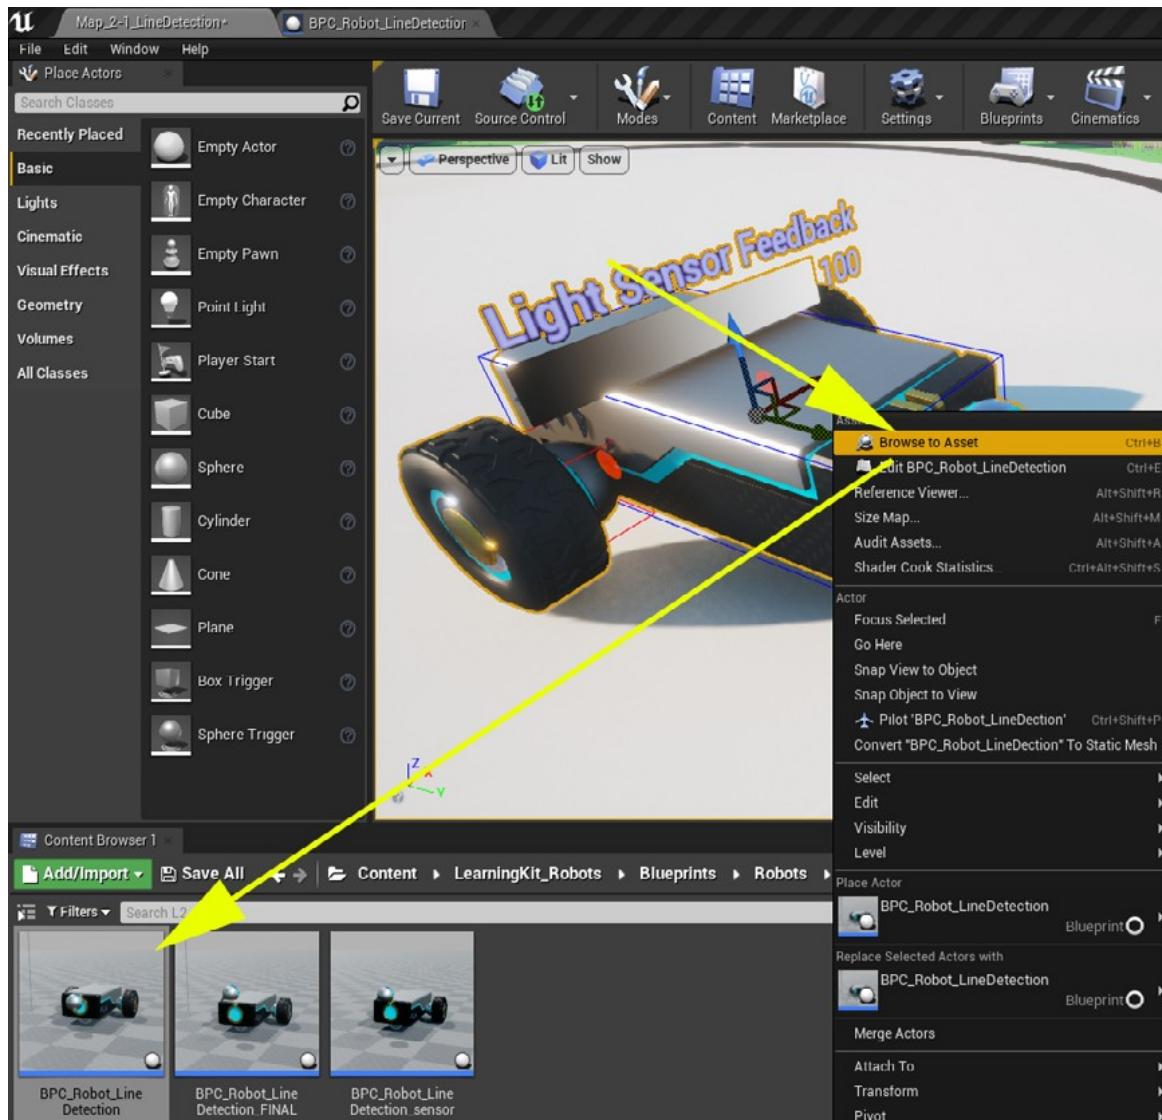 Map_2-1_LineDetection•
BPC_Robot_LineDetection
File Edit Window Help
Place Actors
Search Classes
Recently Placed
Basic
Lights
Cinematic
Visual Effects
Geometry
Volumes
All Classes
Empty Actor
Empty Character
Empty Pawn
Point Light
Player Start
Cube
Sphere
Cylinder
Cone
Plane
Box Trigger
Sphere Trigger
Save Current Source Control Modes Content Marketplace Settings Blueprints Cinematics
Perspective Lit Show
Light Sensor Feedback
100
Browse to Asset Ctrl+B
Edit BPC_Robot_LineDetection Ctrl+E
Reference Viewer... Alt+Shift+R
Size Map... Alt+Shift+M
Audit Assets... Alt+Shift+A
Shader Cook Statistics... Ctrl+Alt+Shift+S
Actor
Focus Selected F
Go Here
Snap View to Object
Snap Object to View
Pilot 'BPC_Robot_LineDection' Ctrl+Shift+P
Convert "BPC_Robot_LineDection" To Static Mesh
Select
Edit
Visibility
Level
Place Actor
BPC_Robot_LineDetection
Blueprint
Replace Selected Actors with
BPC_Robot_LineDetection
Blueprint
Merge Actors
Attach To
Transform
Pivot
Z
X
Y
Content Browser 1
Add/Import Save All Content LearningKit_Robots Blueprints Robots
Filters Search
BPC_Robot_Line
Detection
BPC_Robot_Line
Detection_FINAL
BPC_Robot_Line
Detection_sensor